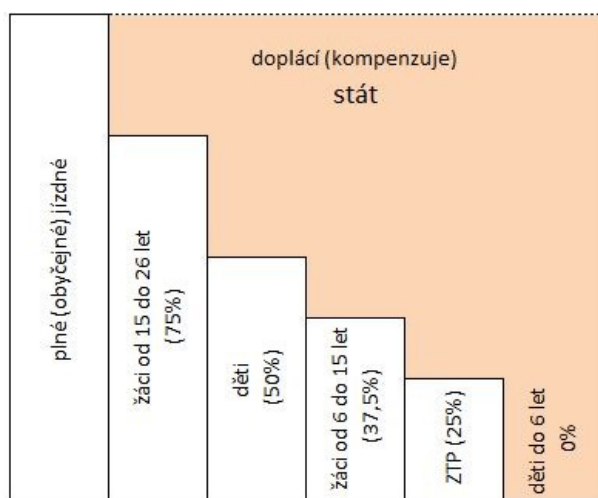 doplácí (kompenzuje)
stát
plné (obyčejné) jízdné
žáci od 15 do 26 let
(75%)
děti
(50%)
žáci od 6 do 15 let
(37,5%)
ZTP (25%)
děti do 6 let
0%